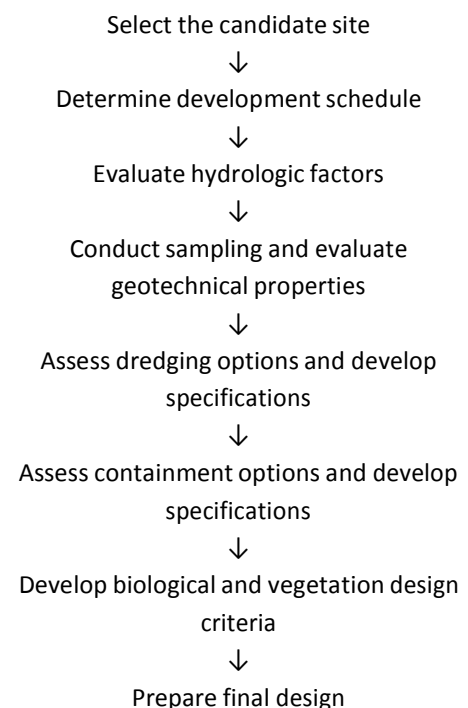 Select the candidate site
↓
Determine development schedule
↓
Evaluate hydrologic factors
↓
Conduct sampling and evaluate
geotechnical properties
↓
Assess dredging options and develop
specifications
↓
Assess containment options and develop
specifications
↓
Develop biological and vegetation design
criteria
↓
Prepare final design